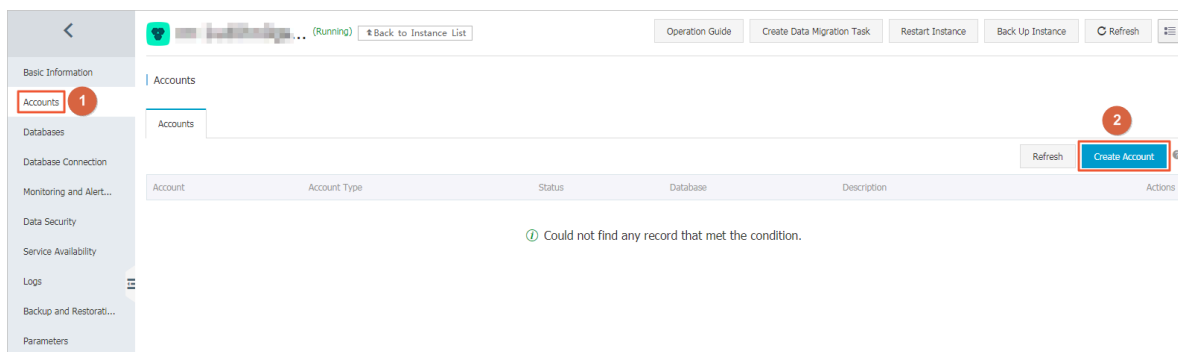 (Running) Back to Instance List Operation Guide Create Data Migration Task Restart Instance Back Up Instance Refresh
Basic Information
Accounts 1
Databases
Database Connection
Monitoring and Alert...
Data Security
Service Availability
Logs
Backup and Restorati...
Parameters
Accounts
Accounts
2
Refresh Create Account
Account Account Type Status Database Description Actions
Could not find any record that met the condition.